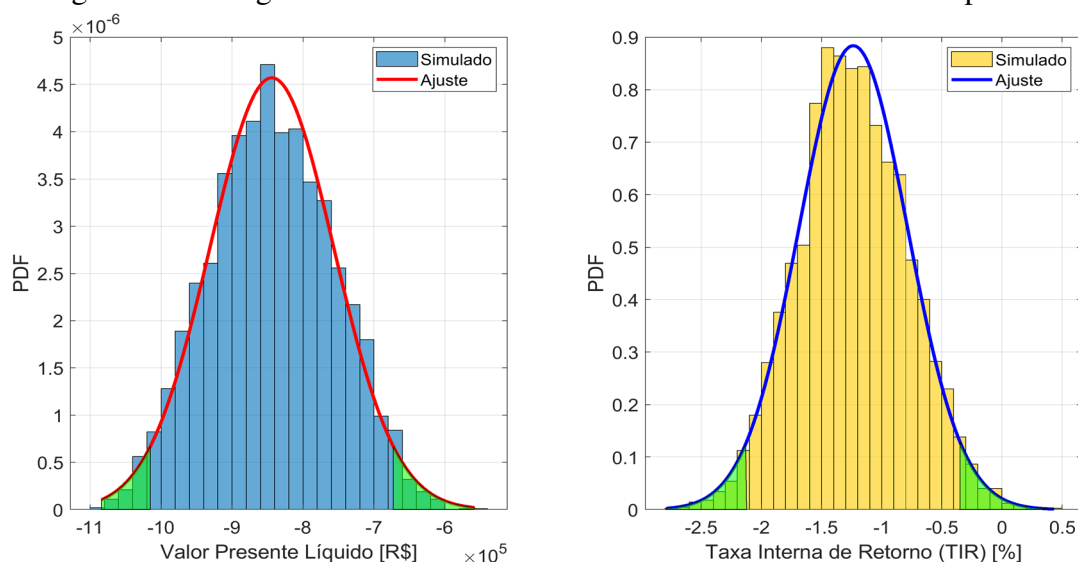 ×10⁻⁶
5
4.5
4
3.5
3
2.5
2
1.5
1
0.5
0
PDF
Simulado
Ajuste
-11 -10 -9 -8 -7 -6
×10⁵
Valor Presente Líquido [R$]
0.9
0.8
0.7
0.6
0.5
0.4
0.3
0.2
0.1
0
PDF
Simulado
Ajuste
-2.5 -2 -1.5 -1 -0.5 0 0.5
Taxa Interna de Retorno (TIR) [%]